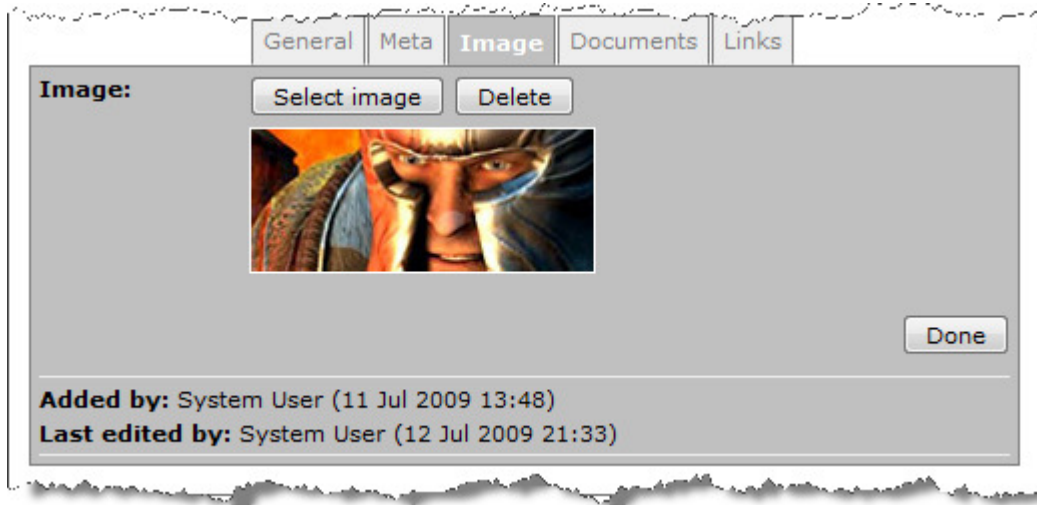 General Meta Image Documents Links
Image: Select image Delete
Done
Added by: System User (11 Jul 2009 13:48)
Last edited by: System User (12 Jul 2009 21:33)